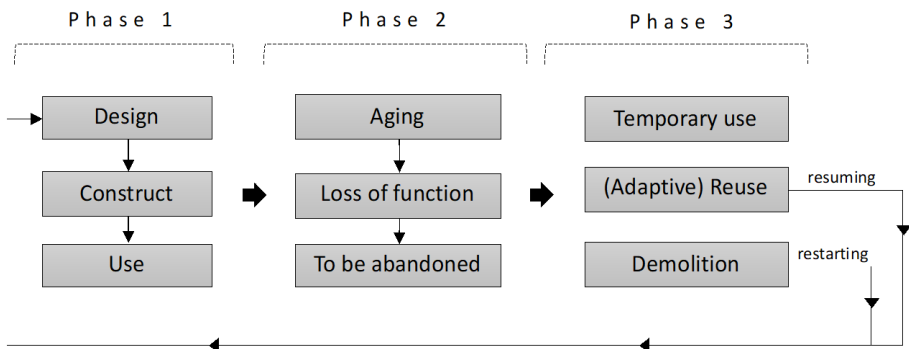 Phase 1
Phase 2
Phase 3
Design
Aging
Temporary use
Construct
Loss of function
(Adaptive) Reuse
resuming
Use
To be abandoned
Demolition
restarting